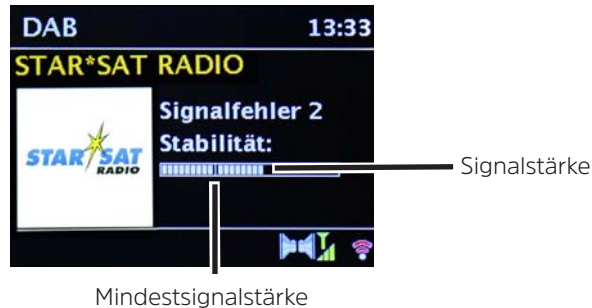 DAB 13:33
STAR*SAT RADIO
Signalfehler 2
Stabilität:
STAR SAT
RADIO
Signalstärke
Mindestsignalstärke